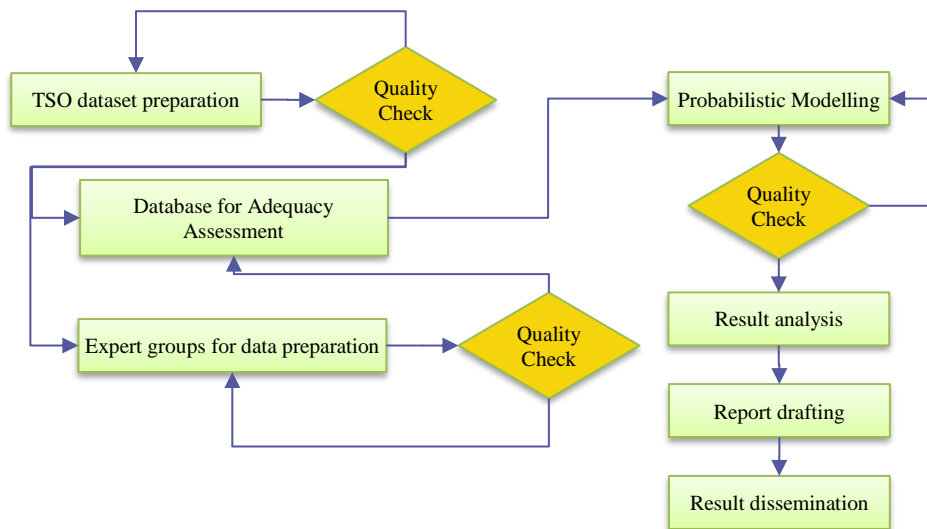 TSO dataset preparation
Quality
Check
Probabilistic Modelling
Database for Adequacy
Assessment
Quality
Check
Expert groups for data preparation
Quality
Check
Result analysis
Report drafting
Result dissemination